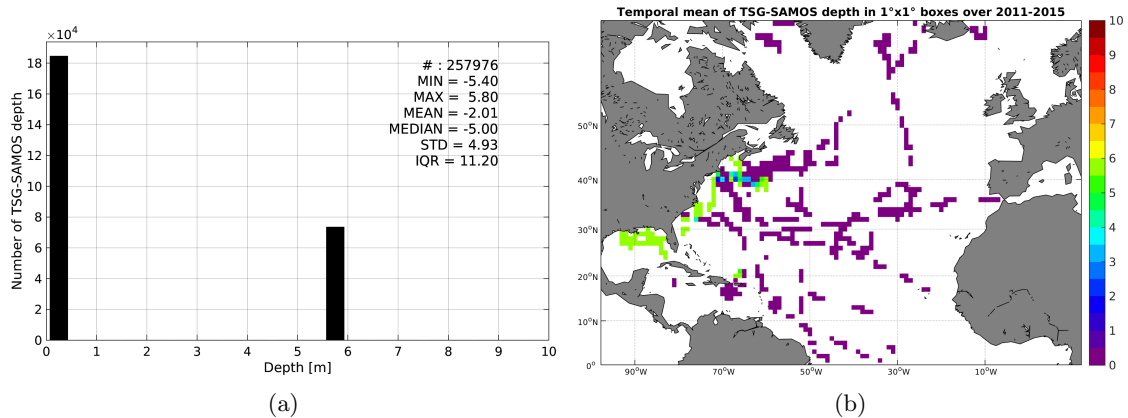 ×10⁴
18
16
14
12
10
8
6
4
2
0
Number of TSG-SAMOS depth
# : 257976
MIN = -5.40
MAX = 5.80
MEAN = -2.01
MEDIAN = -5.00
STD = 4.93
IQR = 11.20
0 1 2 3 4 5 6 7 8 9 10
Depth [m]
(a)
Temporal mean of TSG-SAMOS depth in 1°x1° boxes over 2011-2015
50°N
40°N
30°N
20°N
10°N
0°
90°W 70°W 50°W 30°W 10°W
10
9
8
7
6
5
4
3
2
1
0
(b)